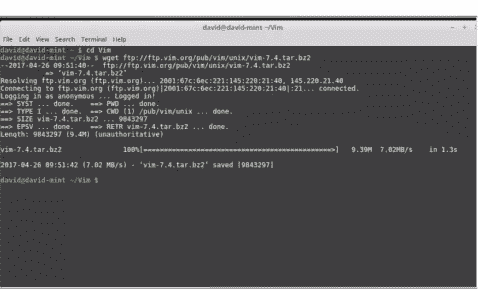 david@david-mint ~/Vim
File Edit View Search Terminal Help
david@david-mint ~ $ cd Vim
david@david-mint ~/Vim $ wget ftp://ftp.vim.org/pub/vim/unix/vim-7.4.tar.bz2
--2017-04-26 09:51:40-- ftp://ftp.vim.org/pub/vim/unix/vim-7.4.tar.bz2
=> 'vim-7.4.tar.bz2'
Resolving ftp.vim.org (ftp.vim.org)... 2001:67c:6ec:221:145:220:21:40, 145.220.21.40
Connecting to ftp.vim.org (ftp.vim.org)|2001:67c:6ec:221:145:220:21:40|:21... connected.
Logging in as anonymous ... Logged in!
==> SYST ... done. ==> PWD ... done.
==> TYPE I ... done. ==> CWD (1) /pub/vim/unix ... done.
==> SIZE vim-7.4.tar.bz2 ... 9843297
==> EPSV ... done. ==> RETR vim-7.4.tar.bz2 ... done.
Length: 9843297 (9.4M) (unauthoritative)
vim-7.4.tar.bz2 100%[==================================================>] 9.39M 7.02MB/s in 1.3s
2017-04-26 09:51:42 (7.02 MB/s) - 'vim-7.4.tar.bz2' saved [9843297]
david@david-mint ~/Vim $